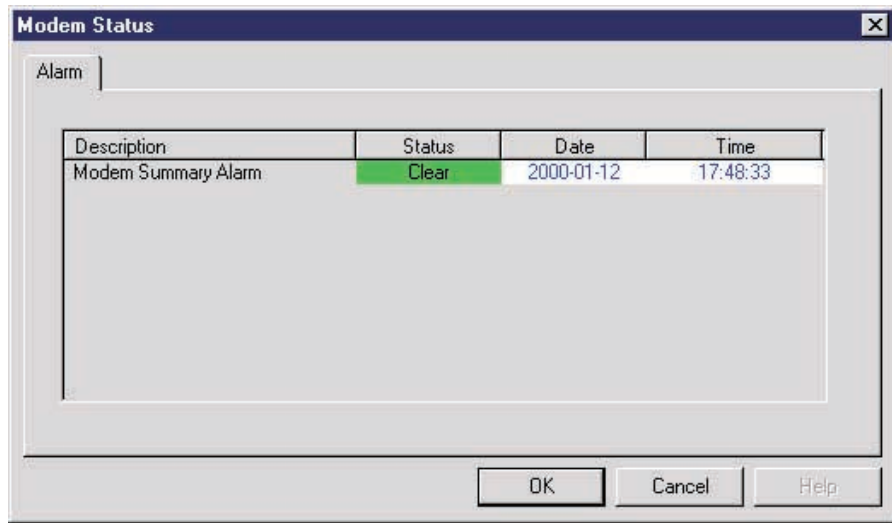 Modem Status
Alarm
Description Status Date Time
Modem Summary Alarm Clear 2000-01-12 17:48:33
OK Cancel Help